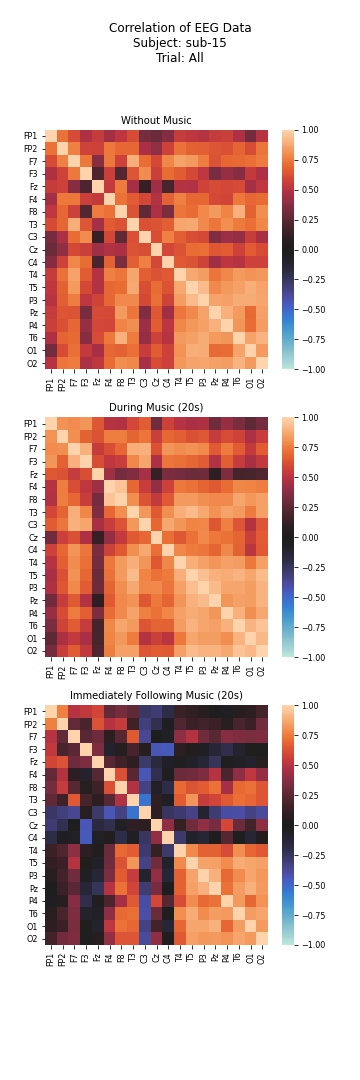 Correlation of EEG Data
Subject: sub-15
Trial: All
Without Music
FP1
FP2
F7
F3
Fz
F4
F8
T3
C3
Cz
C4
T4
T5
P3
Pz
P4
T6
O1
O2
FP1 FP2 F7 F3 Fz F4 F8 T3 C3 Cz C4 T4 T5 P3 Pz P4 T6 O1 O2
1.00
0.75
0.50
0.25
0.00
−0.25
−0.50
−0.75
−1.00
During Music (20s)
FP1
FP2
F7
F3
Fz
F4
F8
T3
C3
Cz
C4
T4
T5
P3
Pz
P4
T6
O1
O2
FP1 FP2 F7 F3 Fz F4 F8 T3 C3 Cz C4 T4 T5 P3 Pz P4 T6 O1 O2
1.00
0.75
0.50
0.25
0.00
−0.25
−0.50
−0.75
−1.00
Immediately Following Music (20s)
FP1
FP2
F7
F3
Fz
F4
F8
T3
C3
Cz
C4
T4
T5
P3
Pz
P4
T6
O1
O2
FP1 FP2 F7 F3 Fz F4 F8 T3 C3 Cz C4 T4 T5 P3 Pz P4 T6 O1 O2
1.00
0.75
0.50
0.25
0.00
−0.25
−0.50
−0.75
−1.00